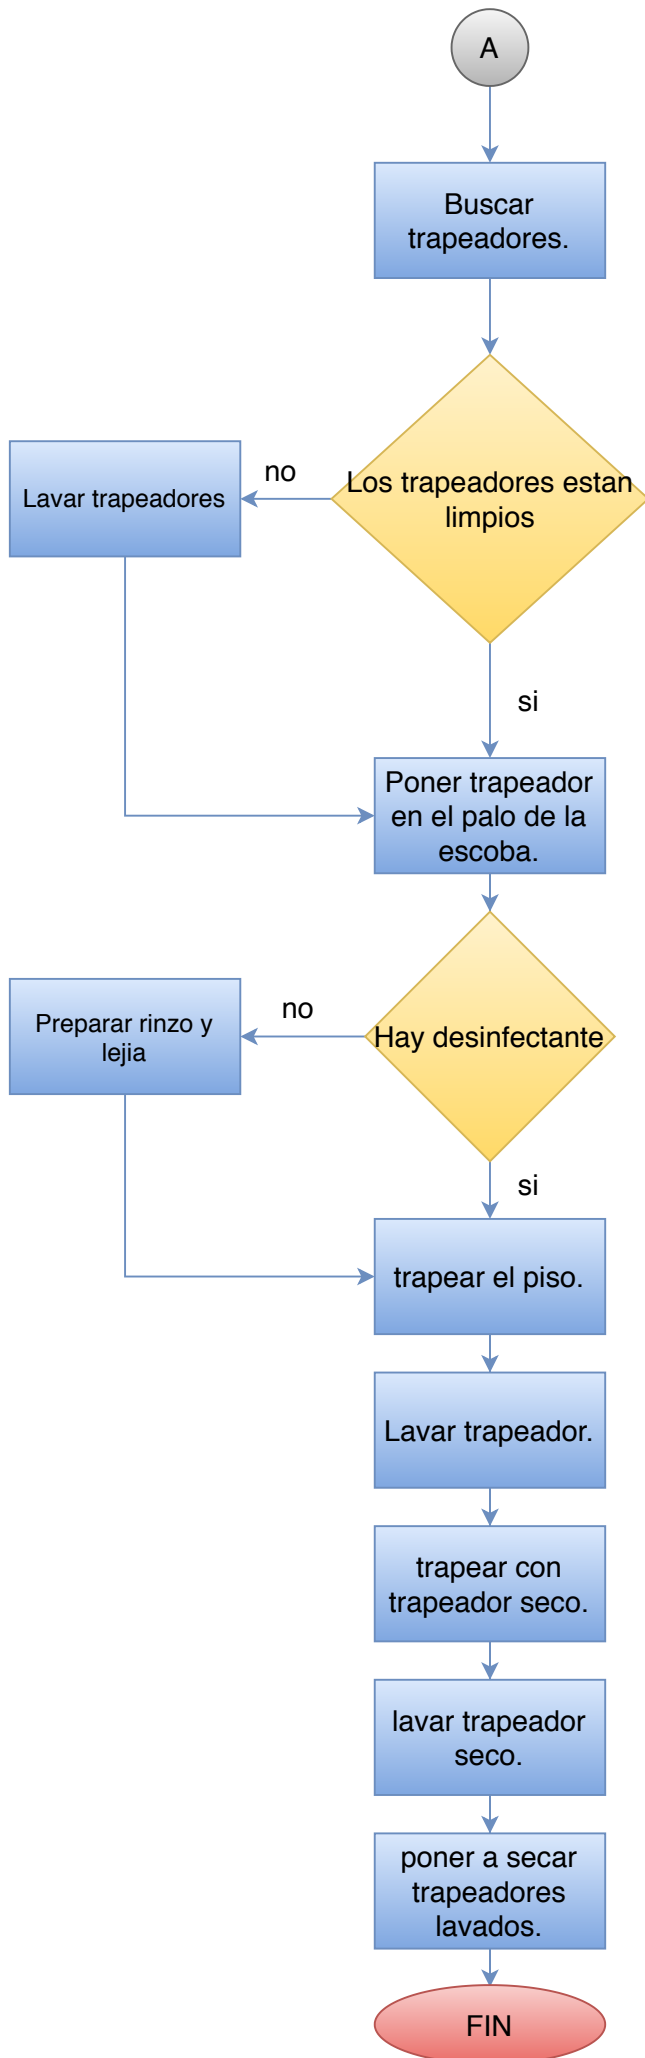 A
Buscar
trapeadores.
Los trapeadores estan
limpios
no
Lavar trapeadores
si
Poner trapeador
en el palo de la
escoba.
Hay desinfectante
no
Preparar rinzo y
lejia
si
trapear el piso.
Lavar trapeador.
trapear con
trapeador seco.
lavar trapeador
seco.
poner a secar
trapeadores
lavados.
FIN